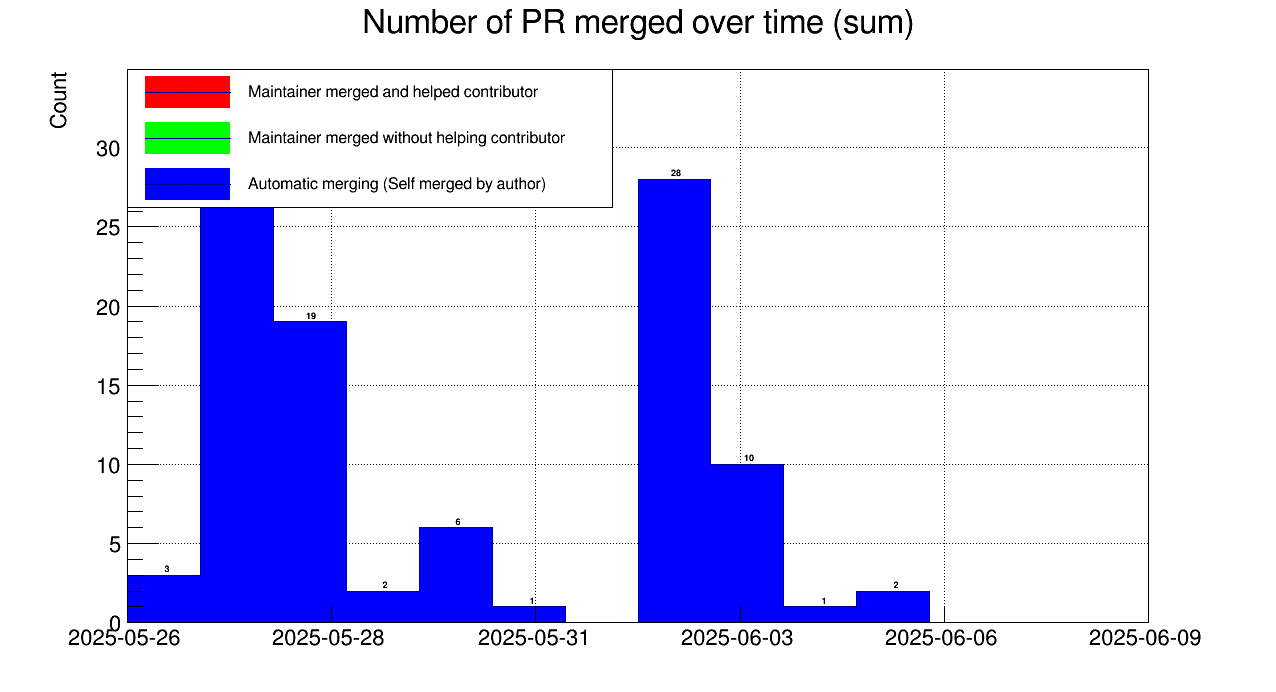 Number of PR merged over time (sum)
Count
Maintainer merged and helped contributor
Maintainer merged without helping contributor
Automatic merging (Self merged by author)
30
25
20
15
10
5
0
28
19
10
6
3
2
1
1
2
2025-05-26 2025-05-28 2025-05-31 2025-06-03 2025-06-06 2025-06-09